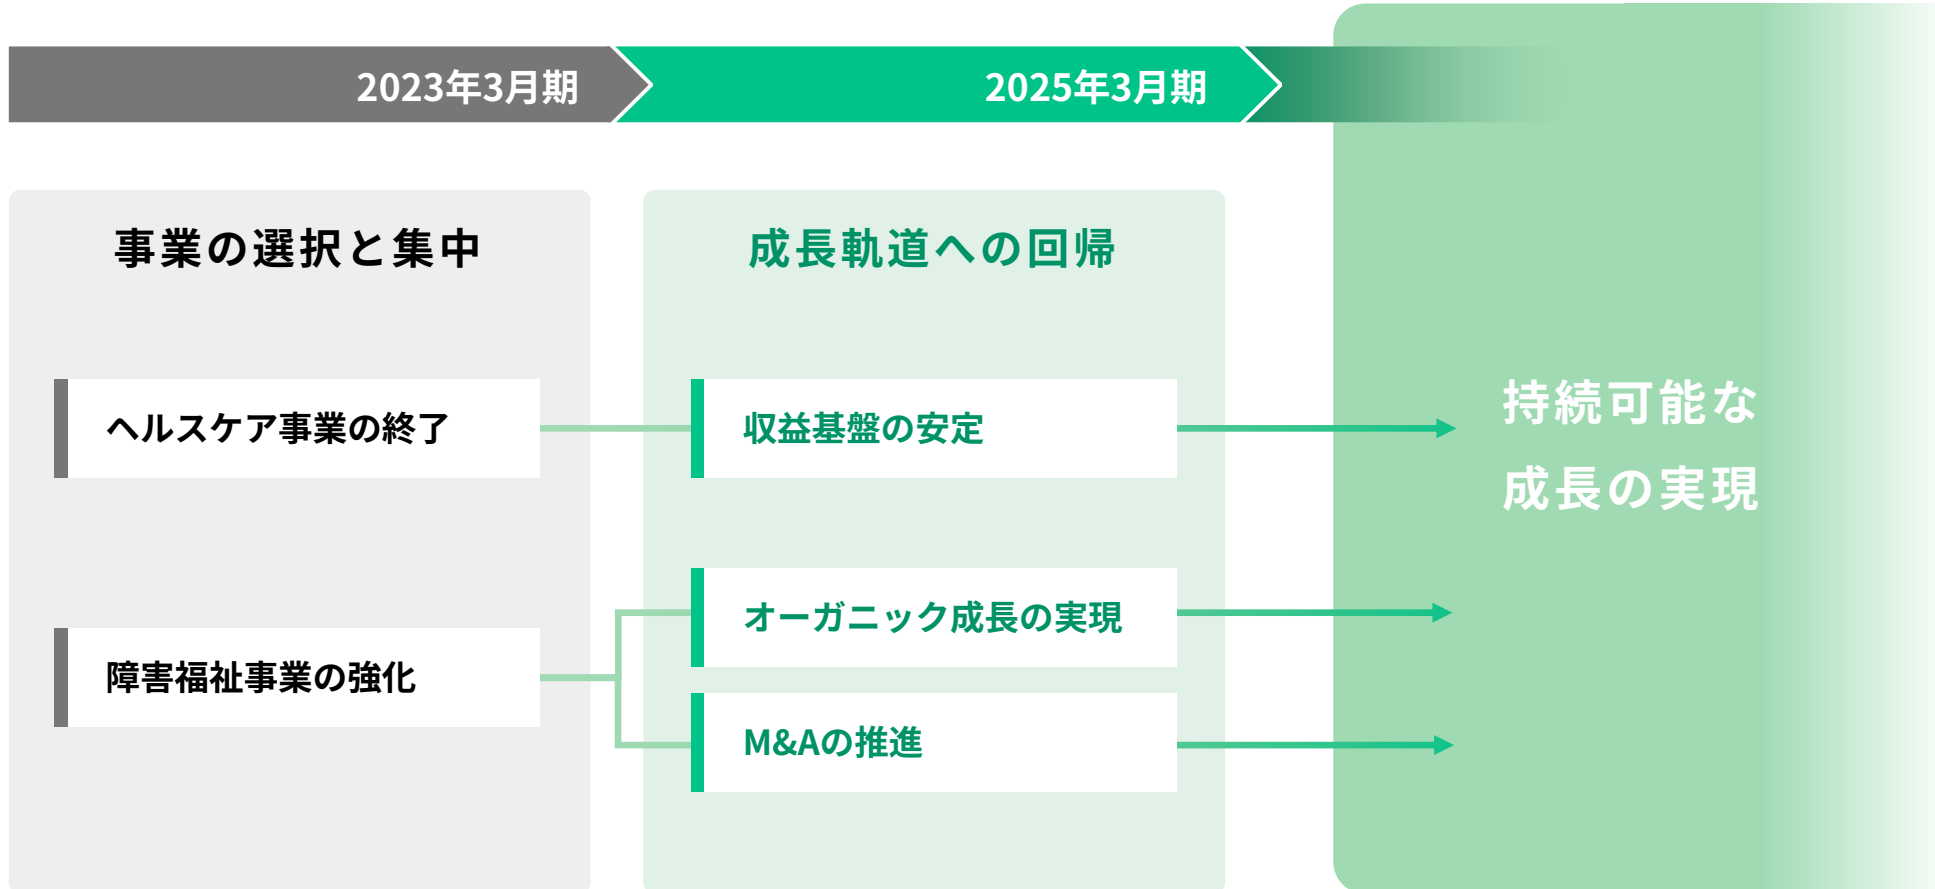 2023年3月期
2025年3月期
事業の選択と集中
成長軌道への回帰
ヘルスケア事業の終了
収益基盤の安定
持続可能な
成長の実現
オーガニック成長の実現
障害福祉事業の強化
M&Aの推進